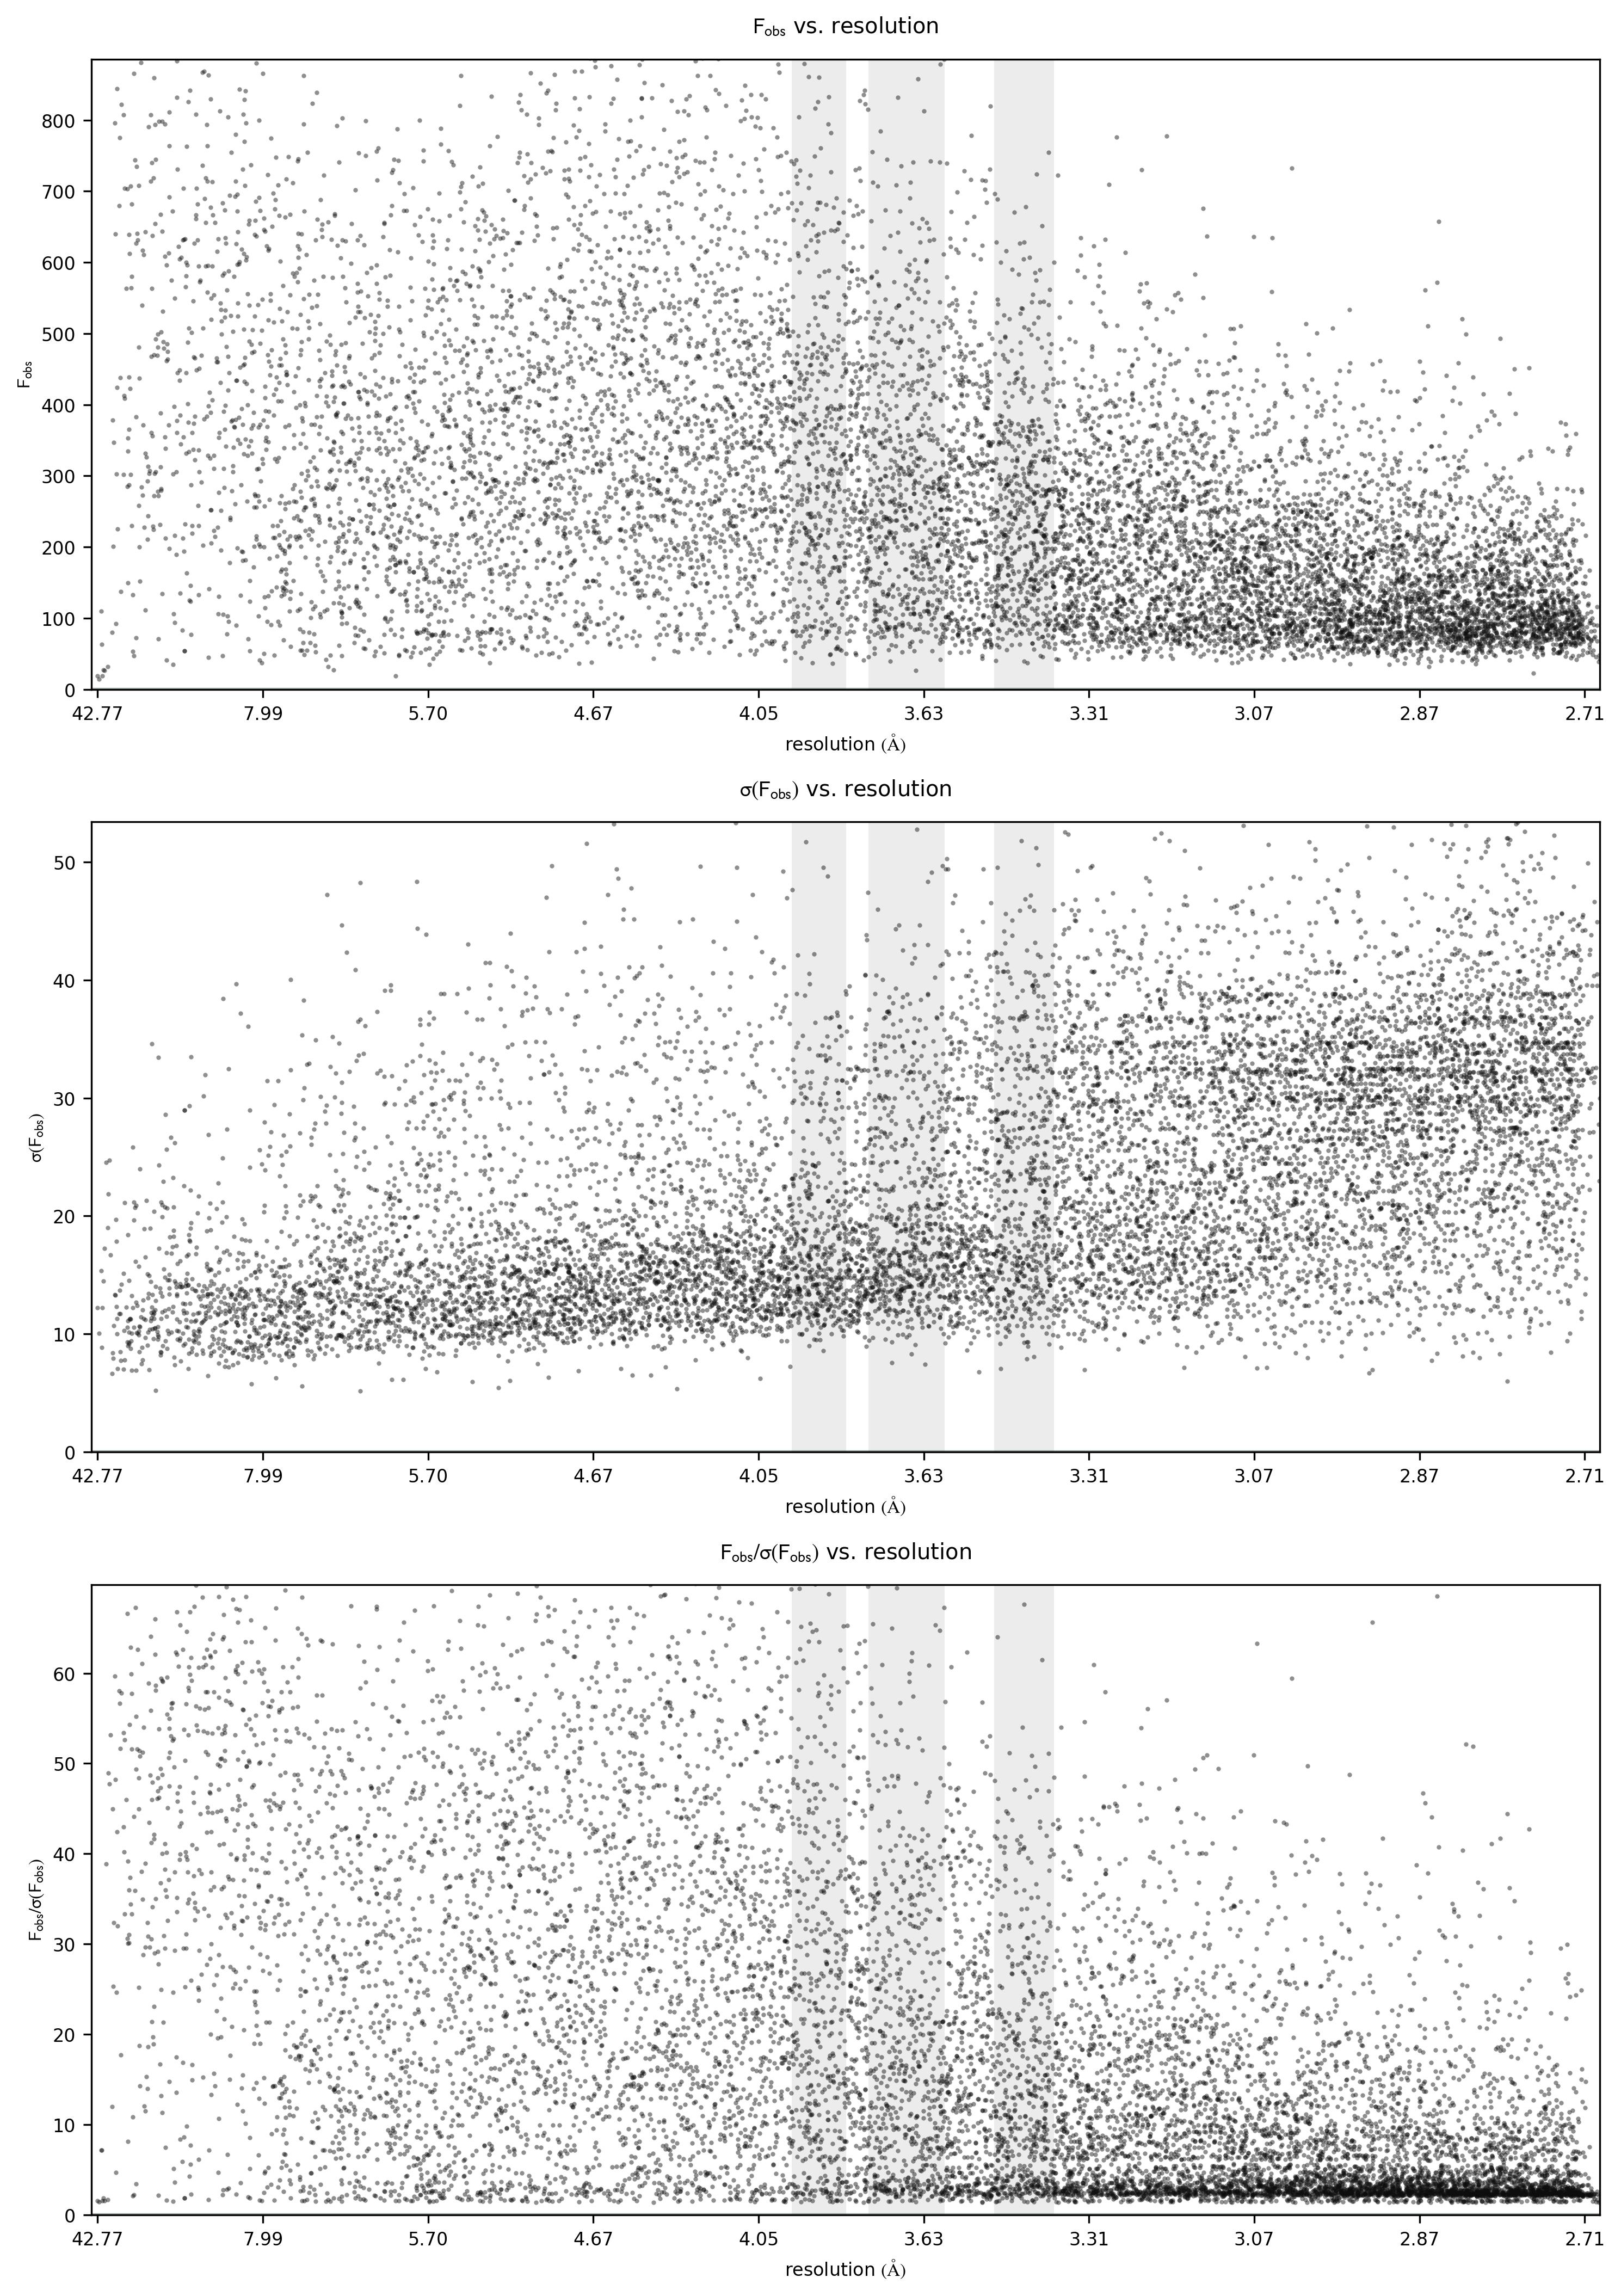 Fobs vs. resolution
Fobs
800
700
600
500
400
300
200
100
0
42.77 7.99 5.70 4.67 4.05 3.63 3.31 3.07 2.87 2.71
resolution (Å)
σ(Fobs) vs. resolution
σ(Fobs)
50
40
30
20
10
0
42.77 7.99 5.70 4.67 4.05 3.63 3.31 3.07 2.87 2.71
resolution (Å)
Fobs/σ(Fobs) vs. resolution
Fobs/σ(Fobs)
60
50
40
30
20
10
0
42.77 7.99 5.70 4.67 4.05 3.63 3.31 3.07 2.87 2.71
resolution (Å)